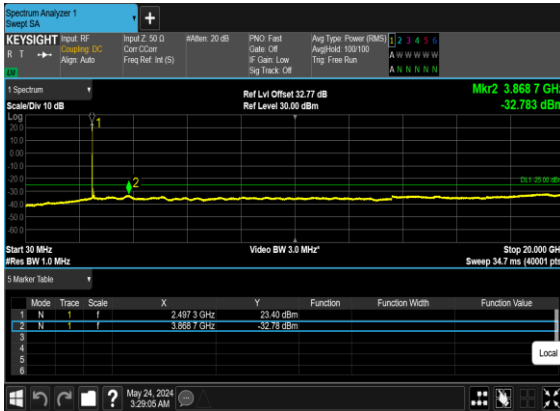 Spectrum Analyzer 1
Swept SA
+
KEYSIGHT Input: RF Input Z: 50 Ω #Atten: 20 dB PNO: Fast Avg Type: Power (RMS) 1 2 3 4 5 6
R T Coupling: DC Corr CCorr Gate: Off Avg|Hold: 100/100 A W W W W W
Align: Auto Freq Ref: Int (S) IF Gain: Low Trig: Free Run
Sig Track: Off A N N N N N
1 Spectrum
Scale/Div 10 dB
Ref Lvl Offset 32.77 dB
Ref Level 30.00 dBm
Mkr2 3.868 7 GHz
-32.783 dBm
Log
20.0
10.0
0.00
-10.0
-20.0
-30.0
-40.0
-50.0
-60.0
1
2
DL1 -25.00 dBm
Start 30 MHz Video BW 3.0 MHz* Stop 20.000 GHz
#Res BW 1.0 MHz Sweep 34.7 ms (40001 pts)
5 Marker Table
Mode Trace Scale X Y Function Function Width Function Value
1 N 1 f 2.497 3 GHz 23.40 dBm
2 N 1 f 3.868 7 GHz -32.78 dBm
3
4
5
6
Local
?
May 24, 2024
3:29:05 AM